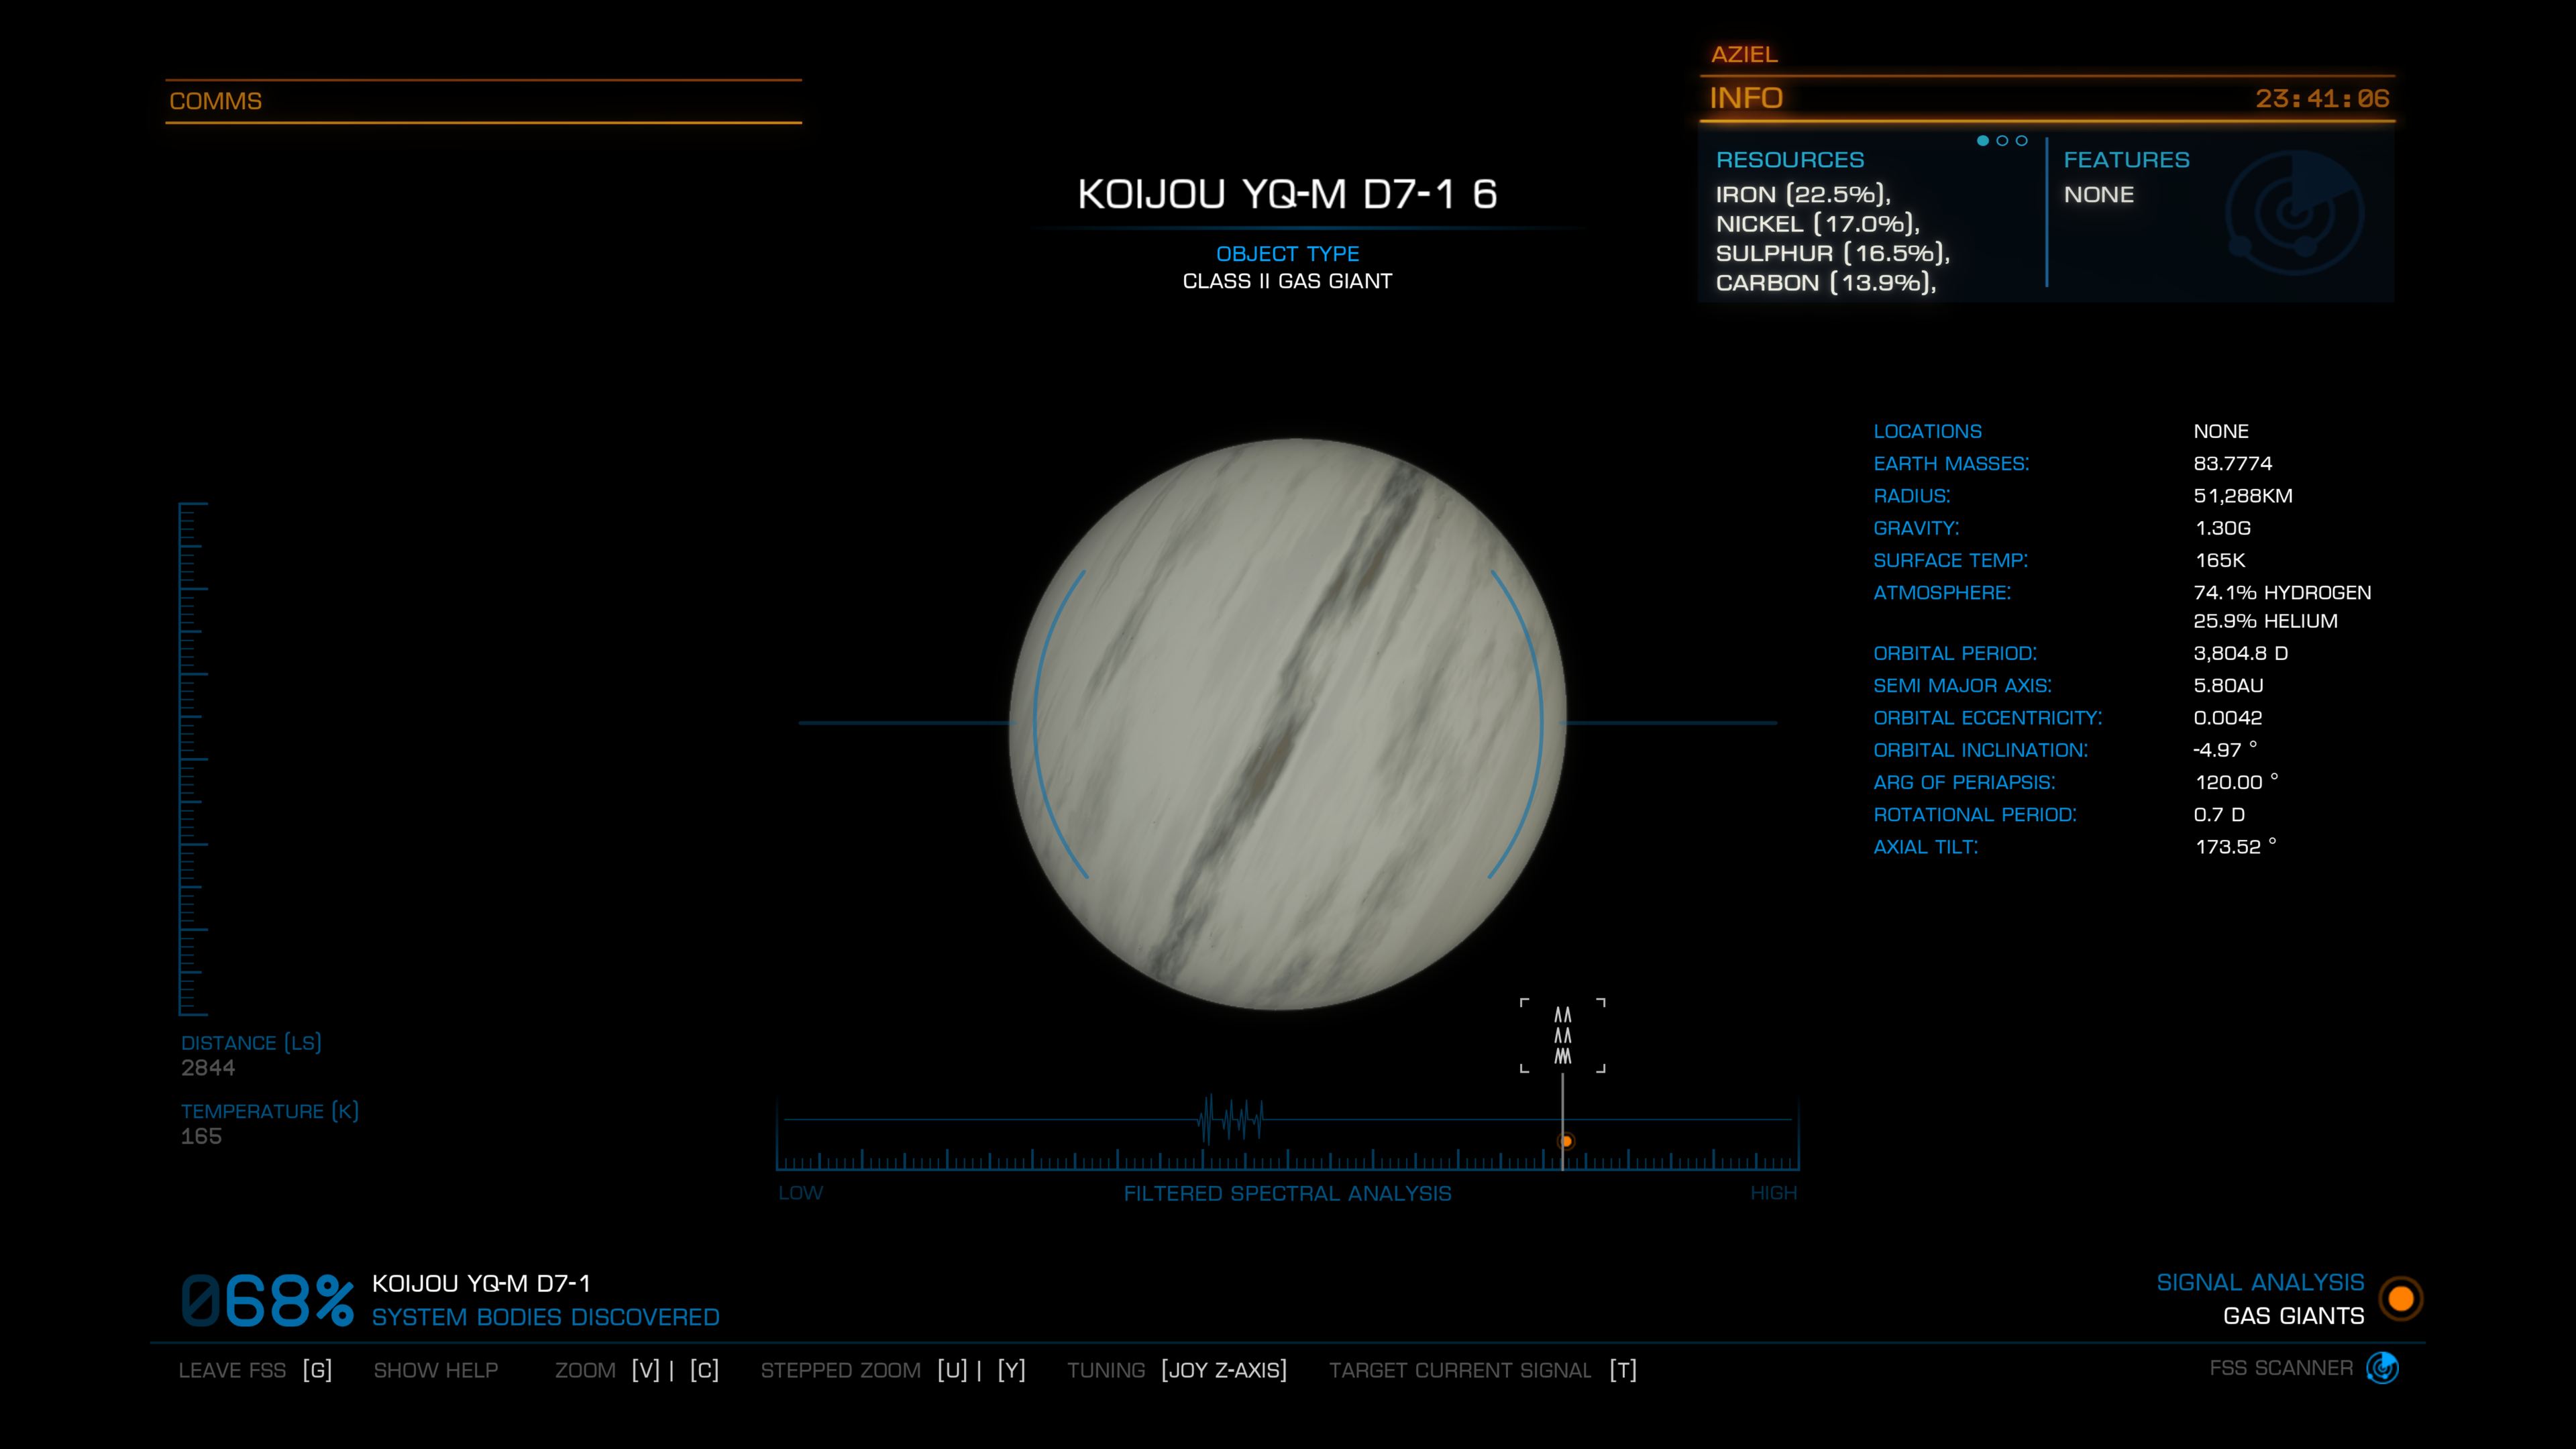 COMMS
AZIEL
INFO 23:41:06
RESOURCES
IRON (22.5%),
NICKEL (17.0%),
SULPHUR (16.5%),
CARBON (13.9%),
FEATURES
NONE
KOIJOU YQ-M D7-1 6
OBJECT TYPE
CLASS II GAS GIANT
LOCATIONS NONE
EARTH MASSES: 83.7774
RADIUS: 51,288KM
GRAVITY: 1.30G
SURFACE TEMP: 165K
ATMOSPHERE: 74.1% HYDROGEN
25.9% HELIUM
ORBITAL PERIOD: 3,804.8 D
SEMI MAJOR AXIS: 5.80AU
ORBITAL ECCENTRICITY: 0.0042
ORBITAL INCLINATION: -4.97 °
ARG OF PERIAPSIS: 120.00 °
ROTATIONAL PERIOD: 0.7 D
AXIAL TILT: 173.52 °
DISTANCE (LS)
2844
TEMPERATURE (K)
165
LOW FILTERED SPECTRAL ANALYSIS HIGH
068% KOIJOU YQ-M D7-1
SYSTEM BODIES DISCOVERED
SIGNAL ANALYSIS
GAS GIANTS
LEAVE FSS [G] SHOW HELP ZOOM [V] | [C] STEPPED ZOOM [U] | [Y] TUNING [JOY Z-AXIS] TARGET CURRENT SIGNAL [T] FSS SCANNER